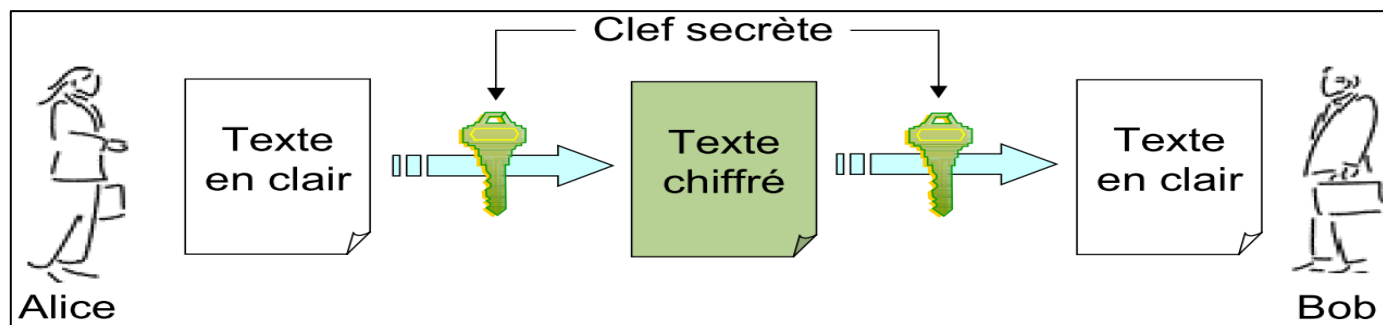 Clef secrète
Texte
en clair
Texte
chiffré
Texte
en clair
Alice
Bob